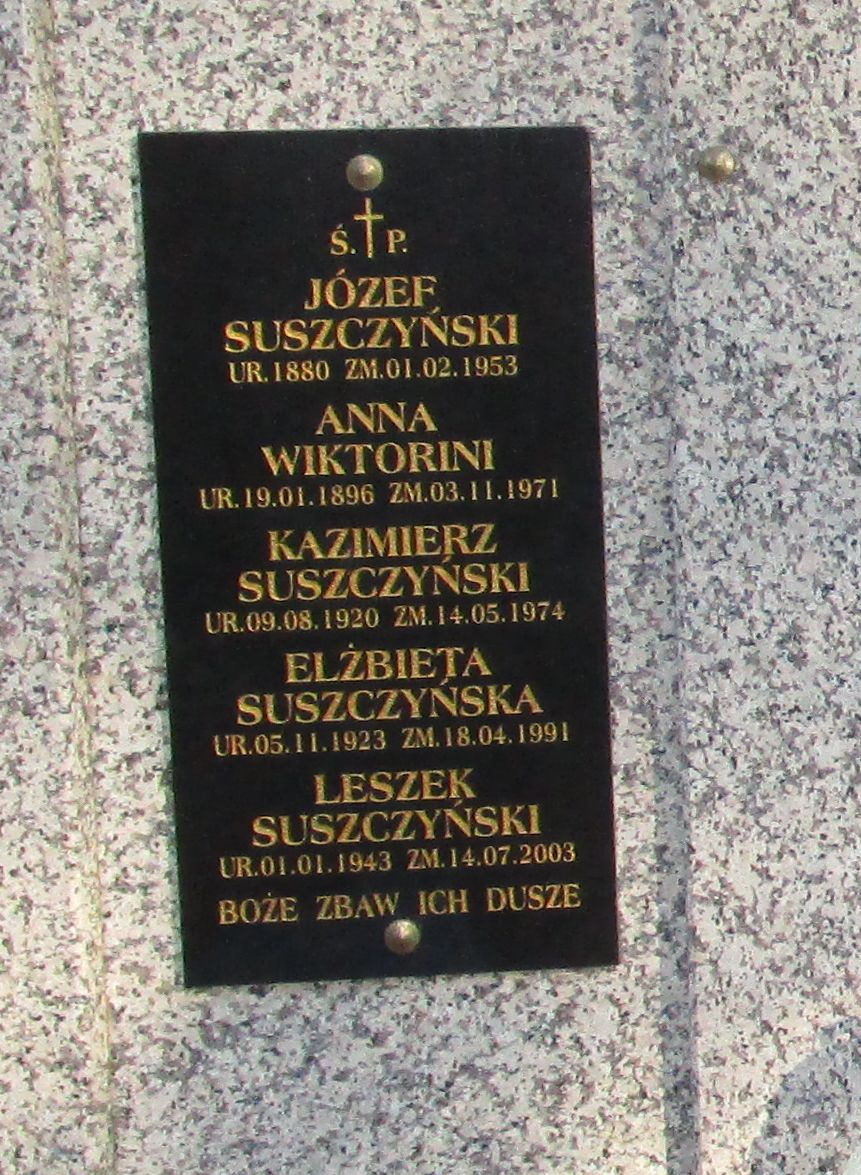 Ś. P.
JÓZEF
SUSZCZYŃSKI
UR.1880 ZM.01.02.1953
ANNA
WIKTORINI
UR.19.01.1896 ZM.03.11.1971
KAZIMIERZ
SUSZCZYŃSKI
UR.09.08.1920 ZM.14.05.1974
ELŻBIETA
SUSZCZYŃSKA
UR.05.11.1923 ZM.18.04.1991
LESZEK
SUSZCZYŃSKI
UR.01.01.1943 ZM.14.07.2003
BOŻE ZBAW ICH DUSZE